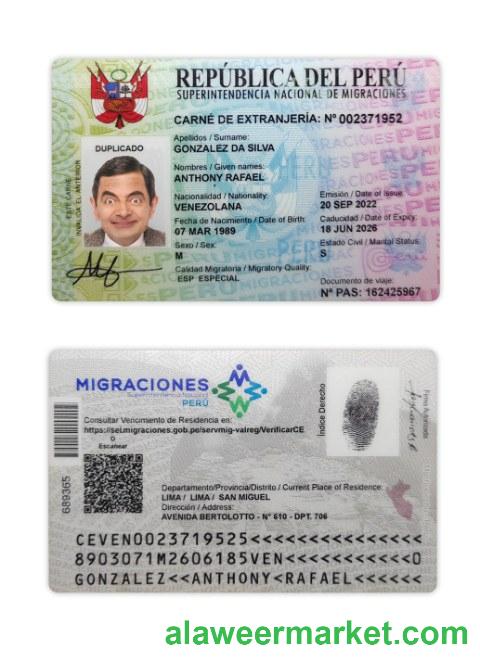 REPÚBLICA DEL PERÚ
SUPERINTENDENCIA NACIONAL DE MIGRACIONES
CARNÉ DE EXTRANJERÍA: Nº 002371952
Apellidos / Surname:
GONZALEZ DA SILVA
DUPLICADO
Nombres / Given names:
ANTHONY RAFAEL
ESTE CARNÉ
INVALIDA EL ANTERIOR
Nacionalidad / Nationality:
VENEZOLANA
Emisión / Date of Issue:
20 SEP 2022
Fecha de Nacimiento / Date of Birth:
07 MAR 1989
Caducidad / Date of Expiry:
18 JUN 2026
Sexo / Sex:
M
Estado Civil / Marital Status:
S
Calidad Migratoria / Migratory Quality:
ESP ESPECIAL
Documento de viaje:
Nº PAS: 162425967
MIGRACIONES
Superintendencia Nacional
PERÚ
Consultar Vencimiento de Residencia en:
https://sel.migraciones.gob.pe/servmig-valreg/VerificarCE
O
Escanear
Índice Derecho
Firma Autorizada
689365
Departamento/Provincia/Distrito / Current Place of Residence:
LIMA / LIMA / SAN MIGUEL
Dirección / Address:
AVENIDA BERTOLOTTO - Nº 610 - DPT. 706
CEVEN0023719525<<<<<<<<<<<<<<<
8903071M2606185VEN<<<<<<<<<<<0
GONZALEZ<<ANTHONY<RAFAEL<<<<<<
alaweermarket.com